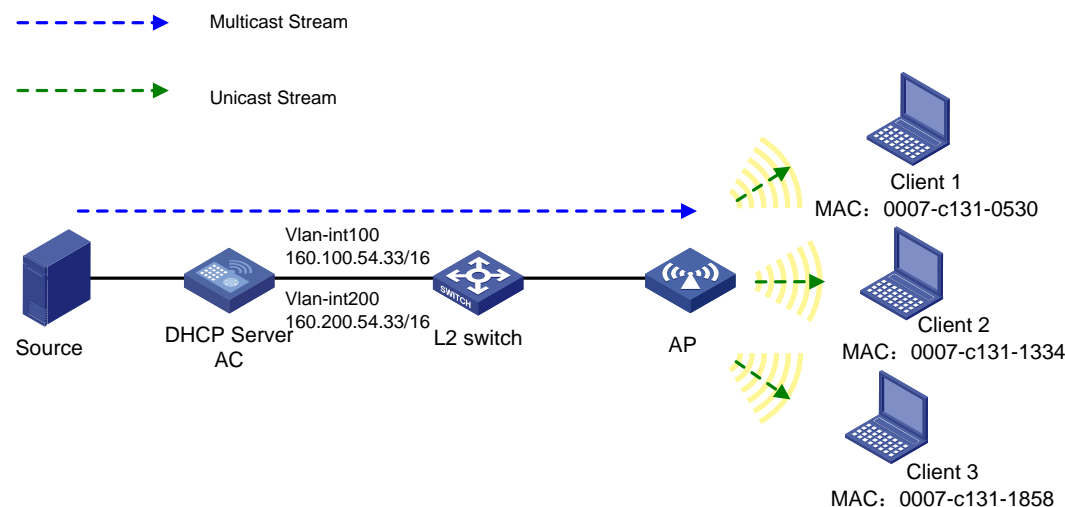 Multicast Stream
Unicast Stream
Client 1
MAC：0007-c131-0530
Vlan-int100
160.100.54.33/16
SWITCH
Vlan-int200
160.200.54.33/16
Source
DHCP Server
AC
L2 switch
AP
Client 2
MAC：0007-c131-1334
Client 3
MAC：0007-c131-1858